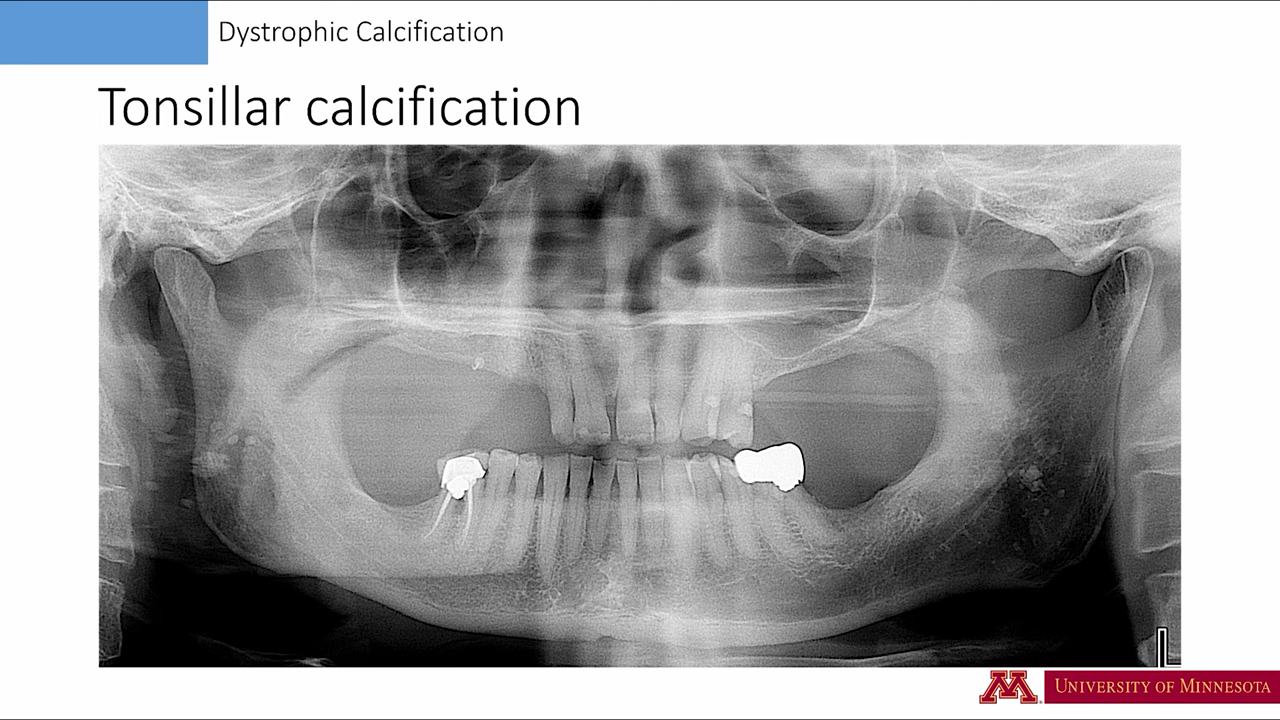 Dystrophic Calcification
Tonsillar calcification
L
M
UNIVERSITY OF MINNESOTA